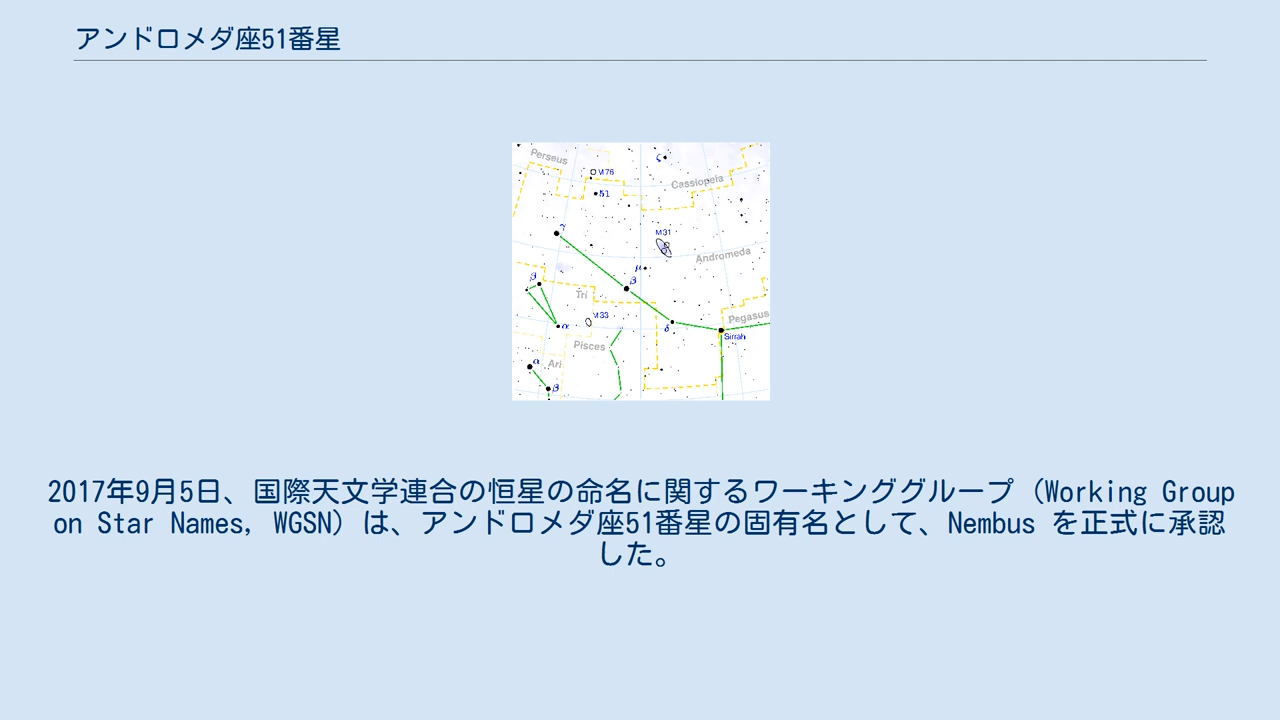 アンドロメダ座51番星
Perseus
M76
ζ
Cassiopeia
51
γ
M31
Andromeda
μ
β
β
Tri
M33
Pegasus
α
δ
Sirrah
Pisces
α
Ari
β
2017年9月5日、国際天文学連合の恒星の命名に関するワーキンググループ (Working Group
on Star Names, WGSN) は、アンドロメダ座51番星の固有名として、Nembus を正式に承認
した。